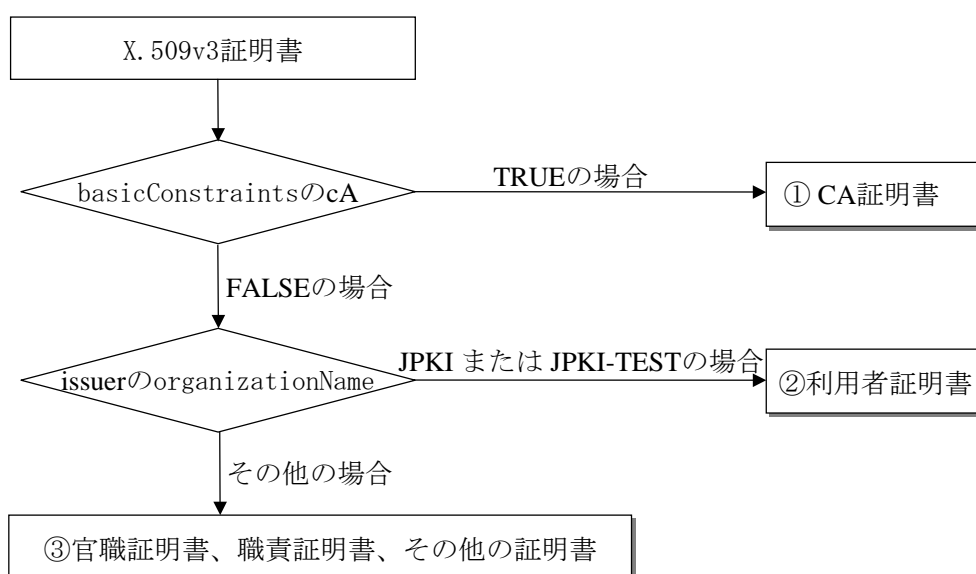 X.509v3証明書
basicConstraintsのcA
TRUEの場合
① CA証明書
FALSEの場合
issuerのorganizationName
JPKI または JPKI-TESTの場合
②利用者証明書
その他の場合
③官職証明書、職責証明書、その他の証明書